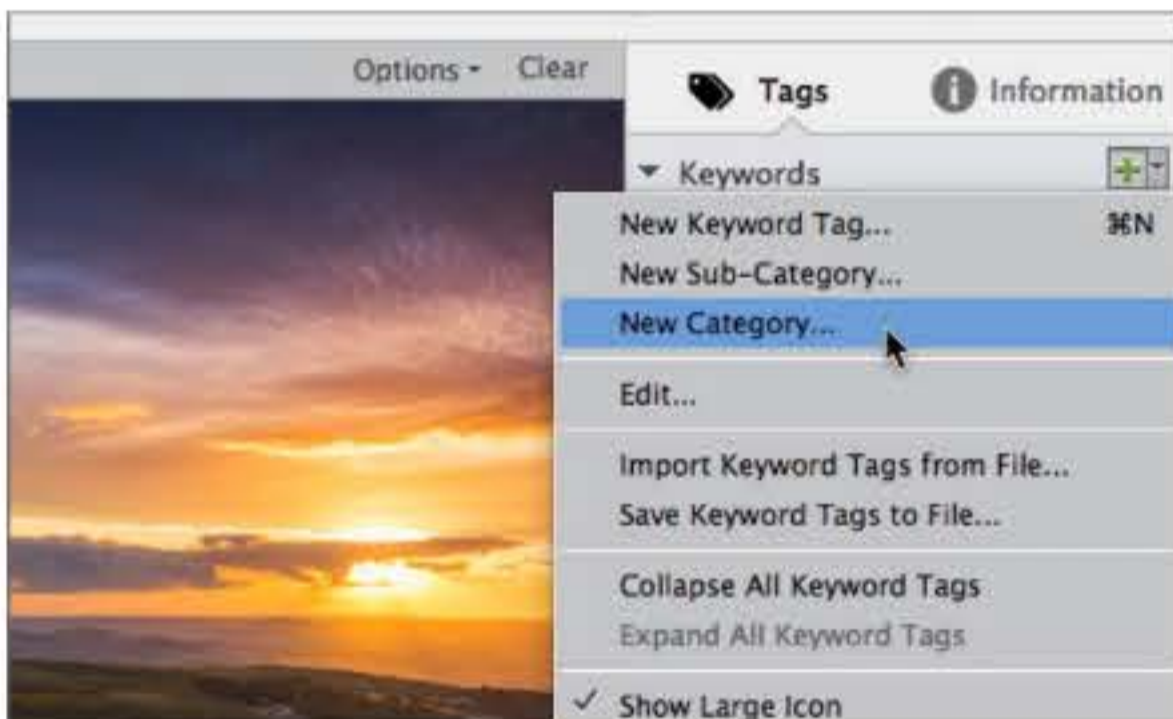 Options Clear
Tags Information
Keywords
New Keyword Tag... ⌘N
New Sub-Category...
New Category...
Edit...
Import Keyword Tags from File...
Save Keyword Tags to File...
Collapse All Keyword Tags
Expand All Keyword Tags
✓ Show Large Icon